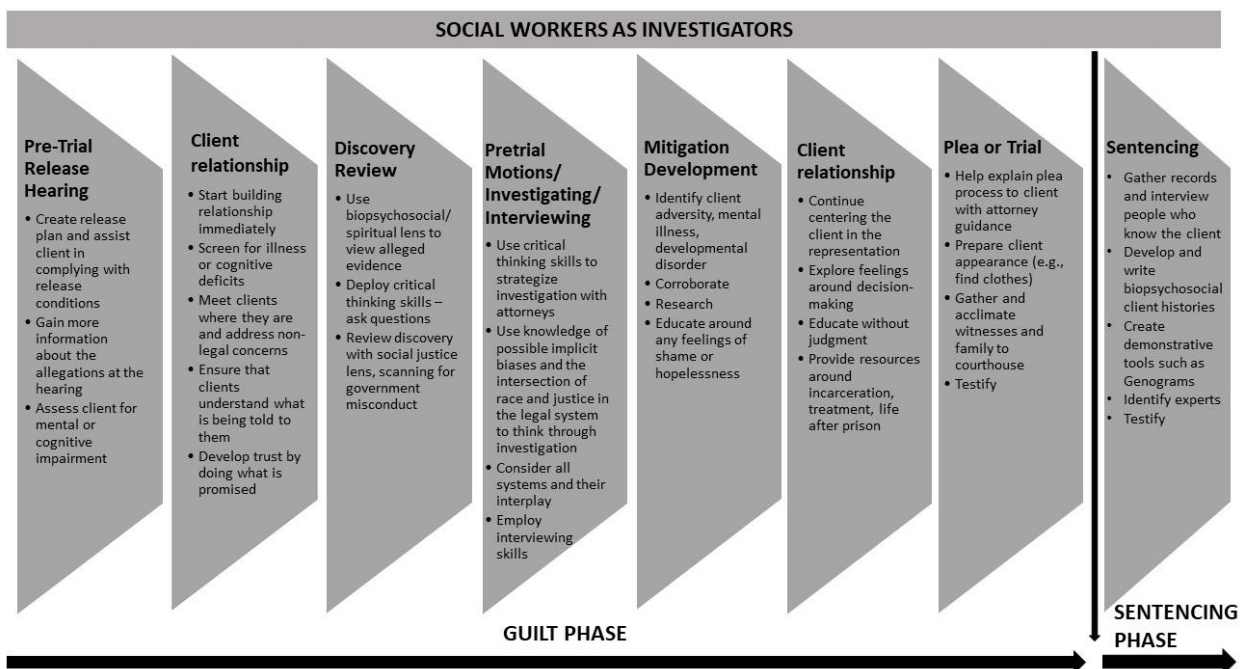 SOCIAL WORKERS AS INVESTIGATORS
Pre-Trial
Release
Hearing
• Create release
plan and assist
client in
complying with
release
conditions
• Gain more
information
about the
allegations at the
hearing
• Assess client for
mental or
cognitive
impairment
Client
relationship
• Start building
relationship
immediately
• Screen for illness
or cognitive
deficits
• Meet clients
where they are
and address non-
legal concerns
• Ensure that
clients
understand what
is being told to
them
• Develop trust by
doing what is
promised
Discovery
Review
• Use
biopsychosocial/
spiritual lens to
view alleged
evidence
• Deploy critical
thinking skills –
ask questions
• Review discovery
with social justice
lens, scanning for
government
misconduct
Pretrial
Motions/
Investigating/
Interviewing
• Use critical
thinking skills to
strategize
investigation with
attorneys
• Use knowledge of
possible implicit
biases and the
intersection of
race and justice in
the legal system
to think through
investigation
• Consider all
systems and their
interplay
• Employ
interviewing
skills
Mitigation
Development
• Identify client
adversity, mental
illness,
developmental
disorder
• Corroborate
• Research
• Educate around
any feelings of
shame or
hopelessness
Client
relationship
• Continue
centering the
client in the
representation
• Explore feelings
around decision-
making
• Educate without
judgment
• Provide resources
around
incarceration,
treatment, life
after prison
Plea or Trial
• Help explain plea
process to client
with attorney
guidance
• Prepare client
appearance (e.g.,
find clothes)
• Gather and
acclimate
witnesses and
family to
courthouse
• Testify
Sentencing
• Gather records
and interview
people who
know the client
• Develop and
write
biopsychosocial
client histories
• Create
demonstrative
tools such as
Genograms
• Identify experts
• Testify
GUILT PHASE
SENTENCING
PHASE